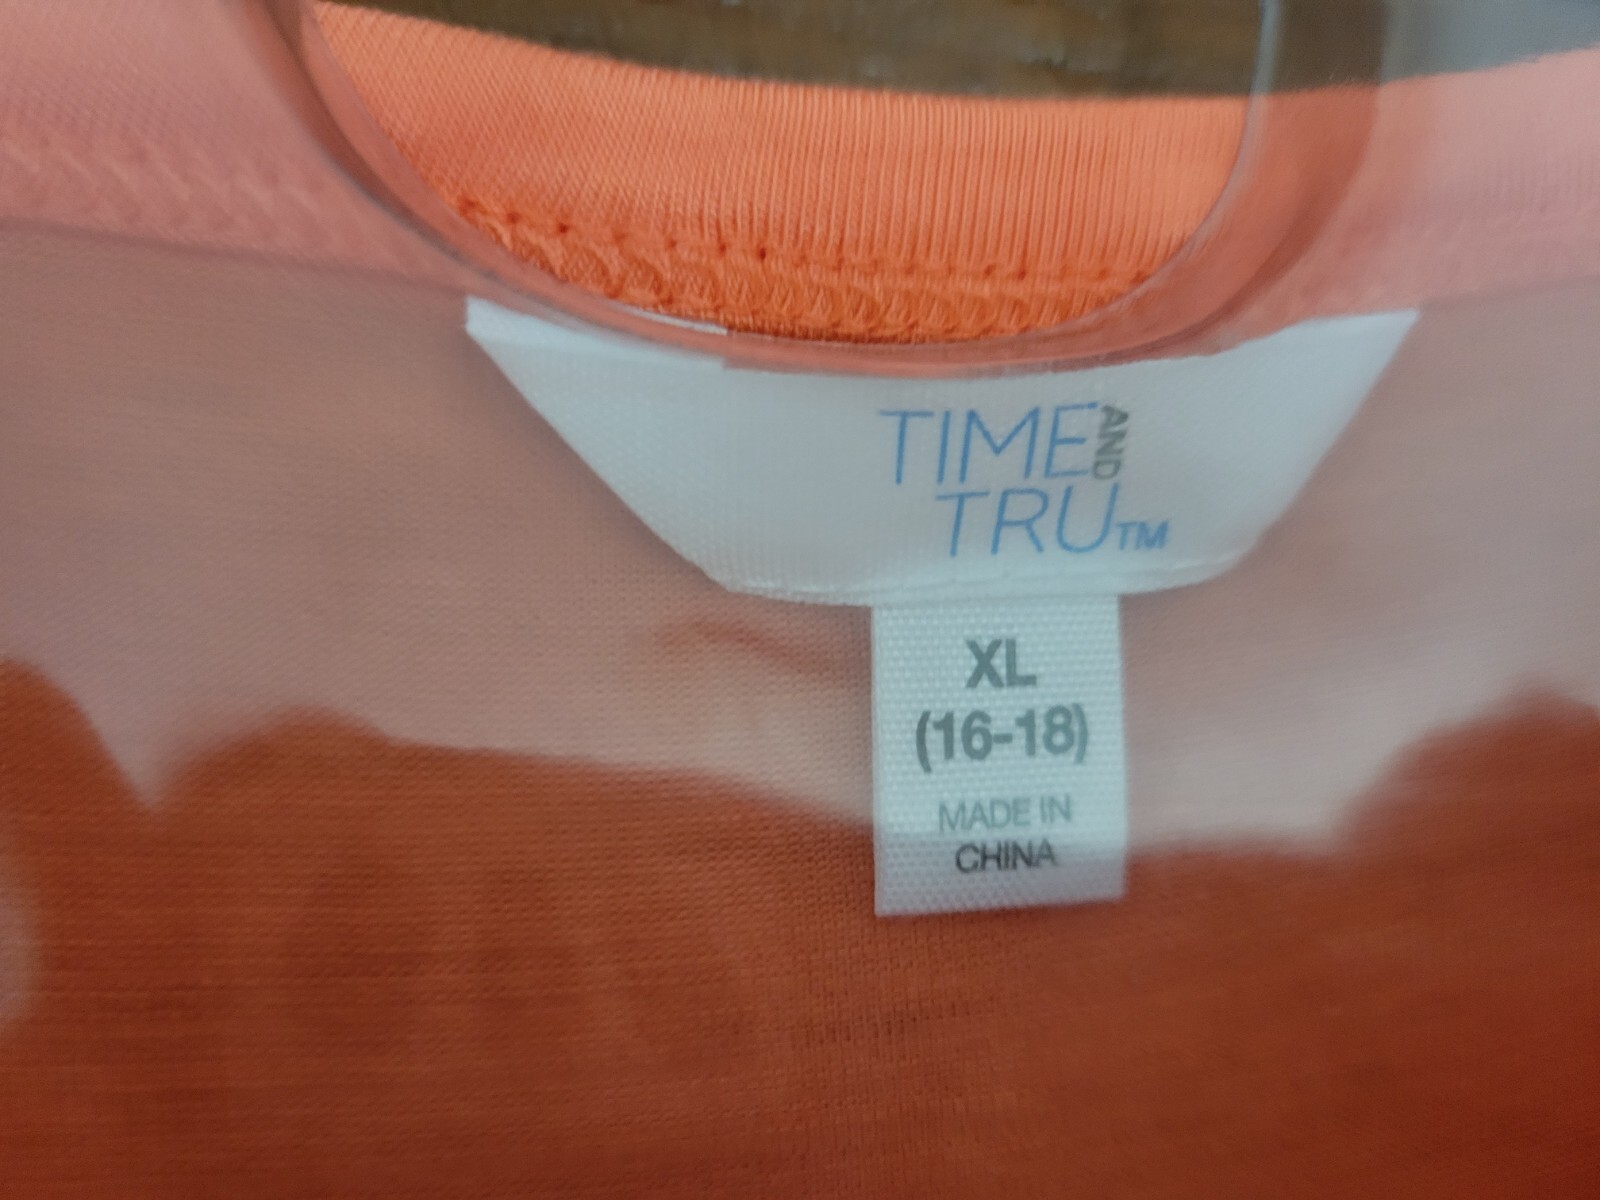 TIME AND
TRU™
XL
(16-18)
MADE IN
CHINA